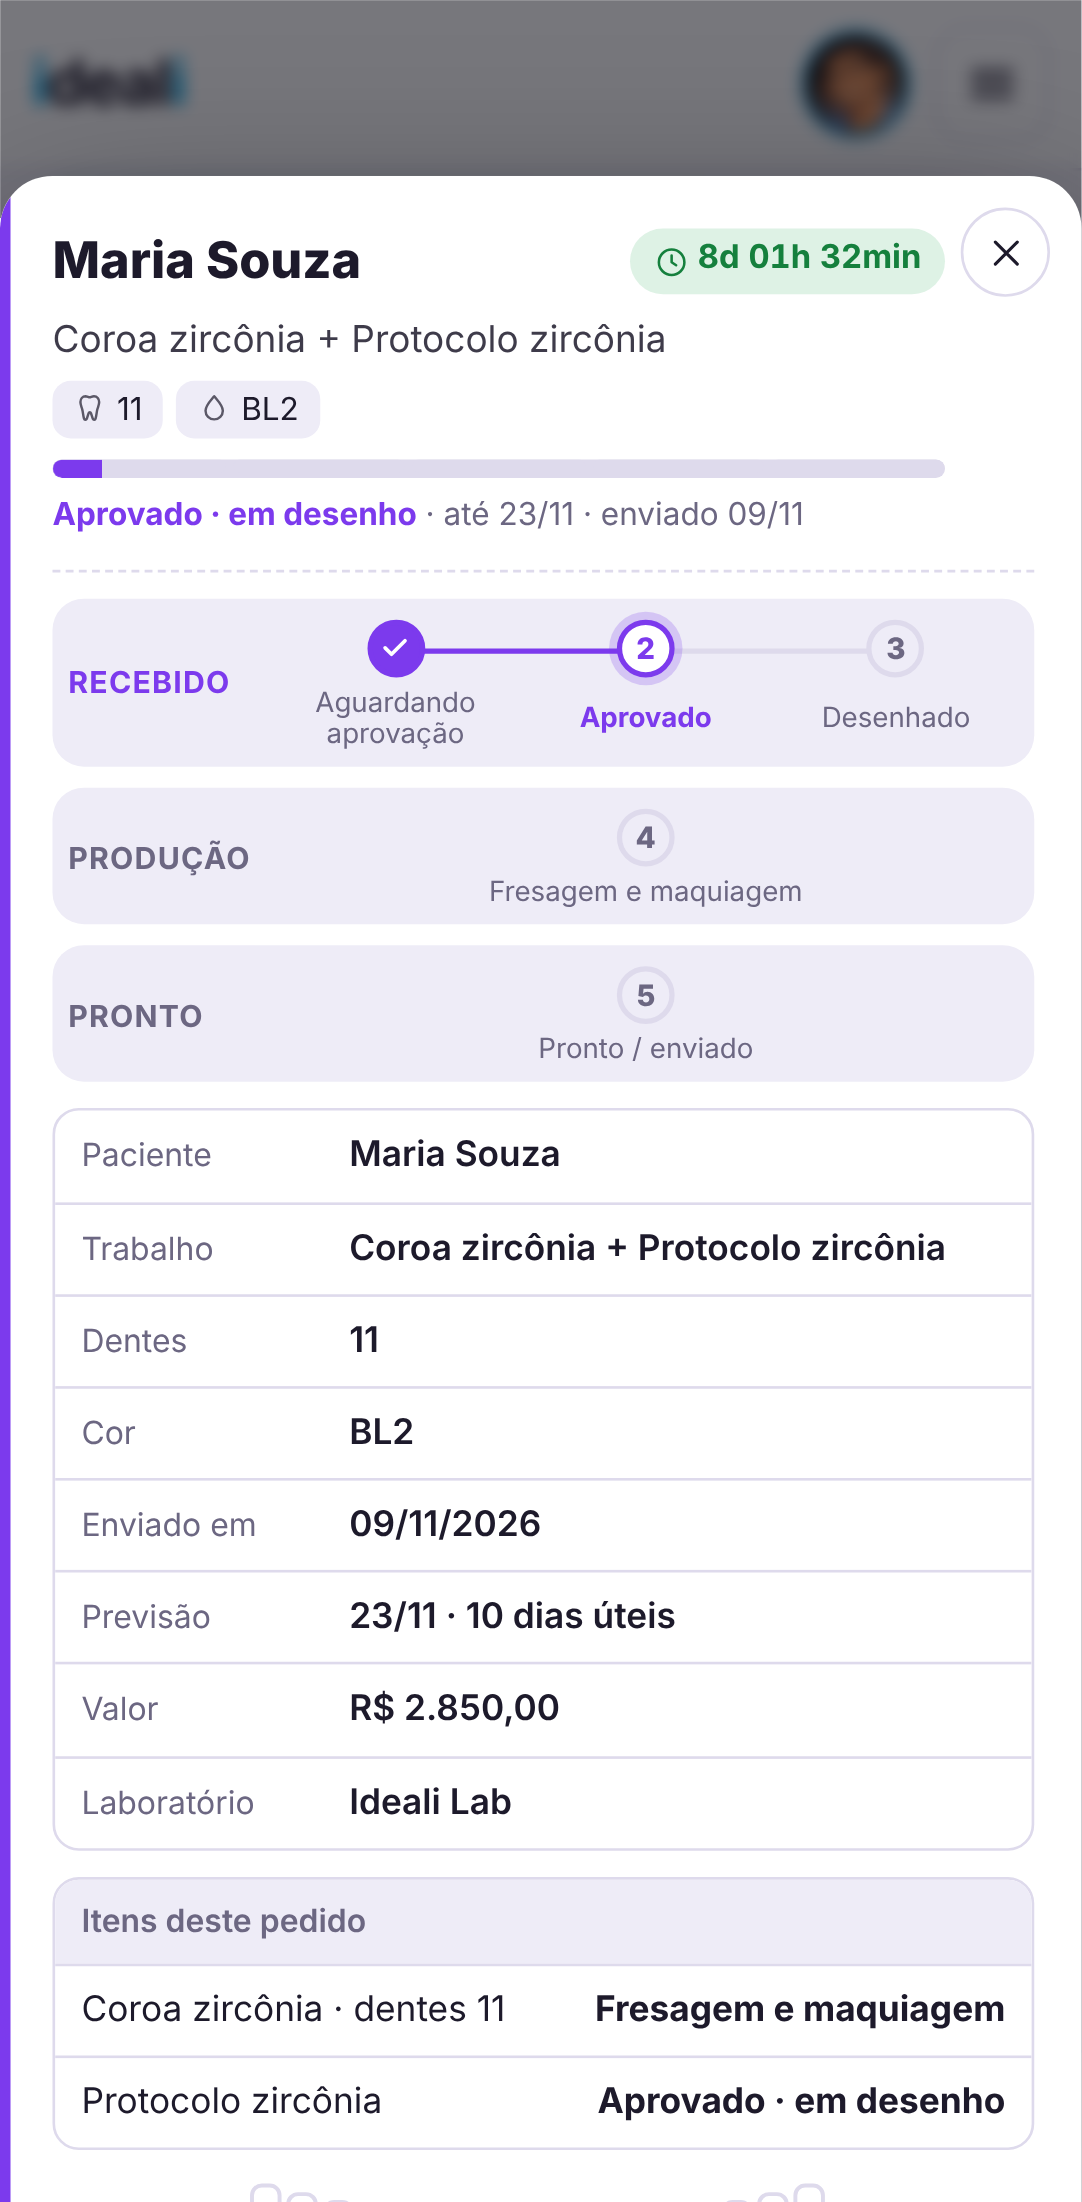 ideali
Maria Souza
8d 01h 32min
Coroa zircônia + Protocolo zircônia
11
BL2
Aprovado · em desenho · até 23/11 · enviado 09/11
RECEBIDO
Aguardando
aprovação
2
Aprovado
3
Desenhado
PRODUÇÃO
4
Fresagem e maquiagem
PRONTO
5
Pronto / enviado
Paciente Maria Souza
Trabalho Coroa zircônia + Protocolo zircônia
Dentes 11
Cor BL2
Enviado em 09/11/2026
Previsão 23/11 · 10 dias úteis
Valor R$ 2.850,00
Laboratório Ideali Lab
Itens deste pedido
Coroa zircônia · dentes 11 Fresagem e maquiagem
Protocolo zircônia Aprovado · em desenho